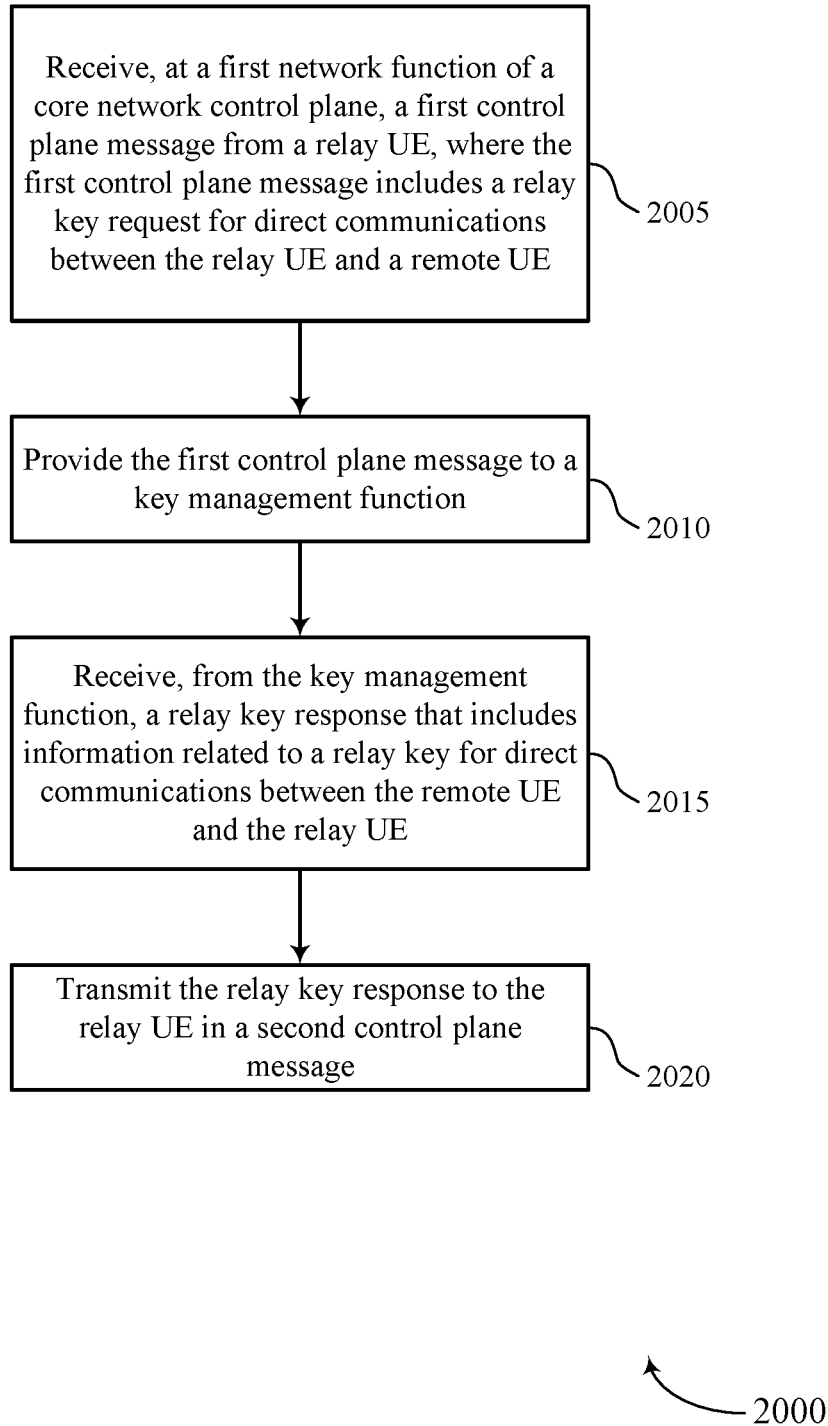 Receive, at a first network function of a
core network control plane, a first control
plane message from a relay UE, where the
first control plane message includes a relay
key request for direct communications
between the relay UE and a remote UE
2005
Provide the first control plane message to a
key management function
2010
Receive, from the key management
function, a relay key response that includes
information related to a relay key for direct
communications between the remote UE
and the relay UE
2015
Transmit the relay key response to the
relay UE in a second control plane
message
2020
2000